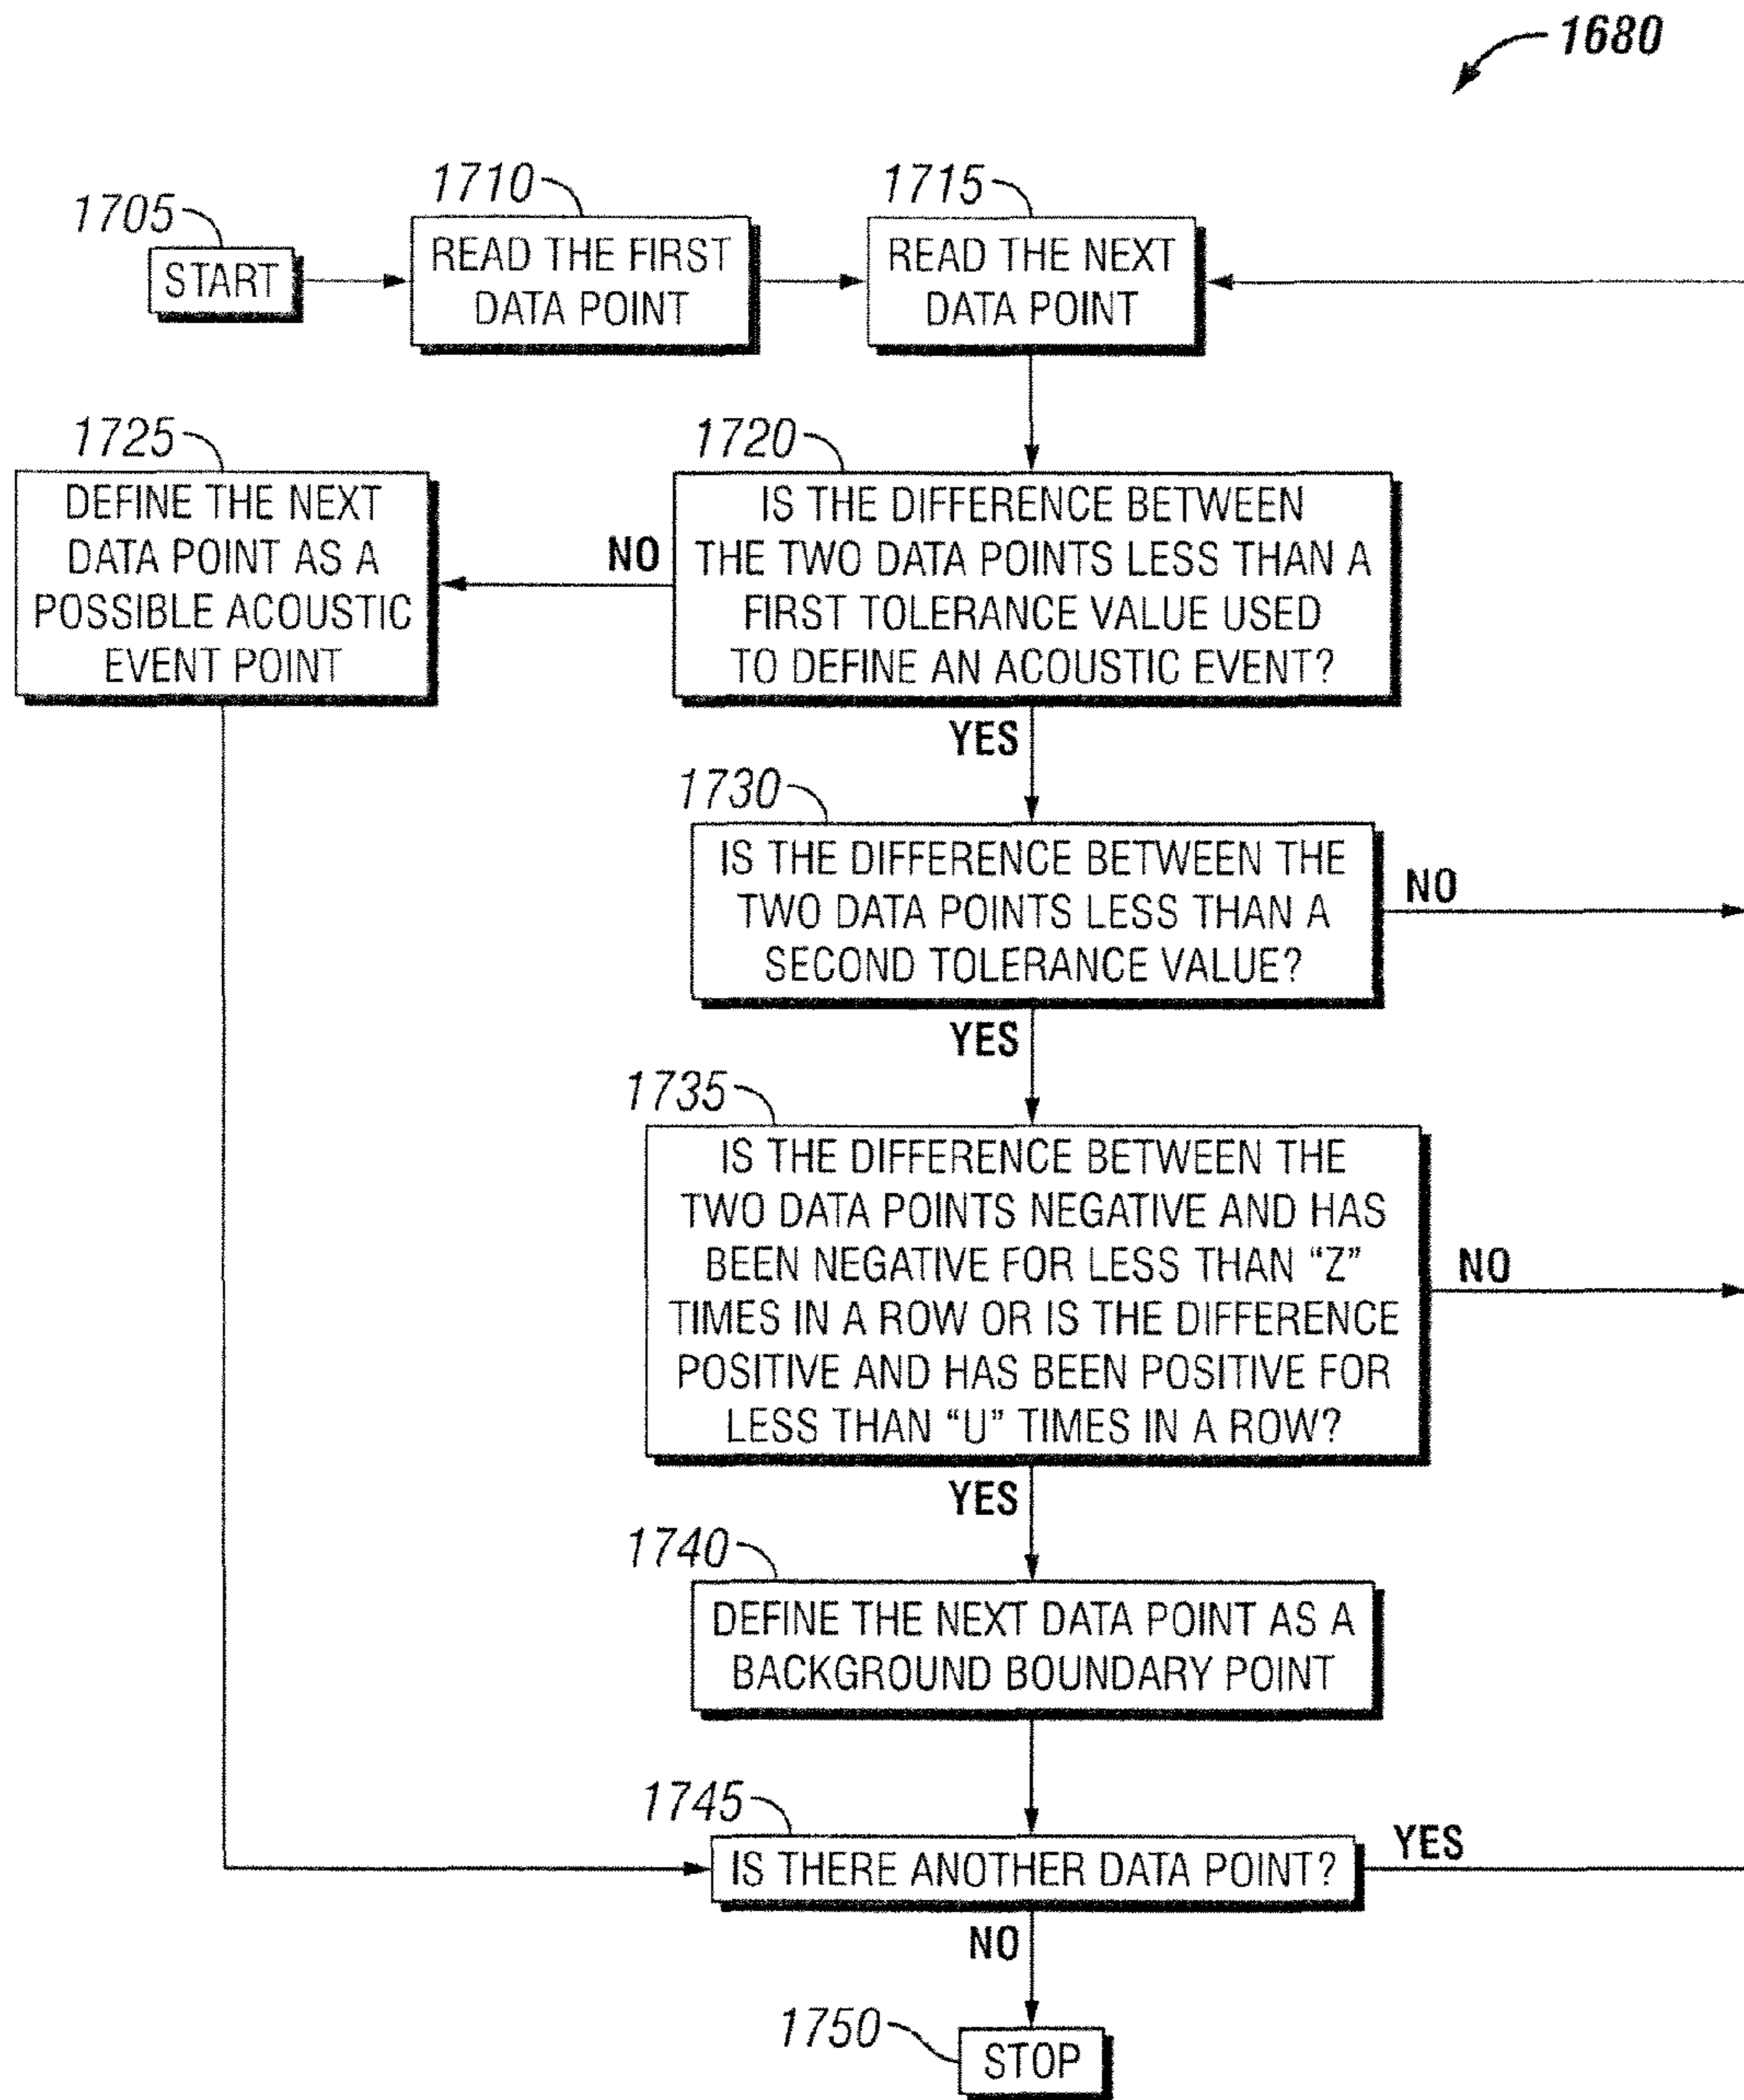 1680
1705
START
1710
READ THE FIRST
DATA POINT
1715
READ THE NEXT
DATA POINT
1725
DEFINE THE NEXT
DATA POINT AS A
POSSIBLE ACOUSTIC
EVENT POINT
NO
1720
IS THE DIFFERENCE BETWEEN
THE TWO DATA POINTS LESS THAN A
FIRST TOLERANCE VALUE USED
TO DEFINE AN ACOUSTIC EVENT?
YES
1730
IS THE DIFFERENCE BETWEEN THE
TWO DATA POINTS LESS THAN A
SECOND TOLERANCE VALUE?
NO
YES
1735
IS THE DIFFERENCE BETWEEN THE
TWO DATA POINTS NEGATIVE AND HAS
BEEN NEGATIVE FOR LESS THAN “Z”
TIMES IN A ROW OR IS THE DIFFERENCE
POSITIVE AND HAS BEEN POSITIVE FOR
LESS THAN “U” TIMES IN A ROW?
NO
YES
1740
DEFINE THE NEXT DATA POINT AS A
BACKGROUND BOUNDARY POINT
1745
IS THERE ANOTHER DATA POINT?
YES
NO
1750
STOP